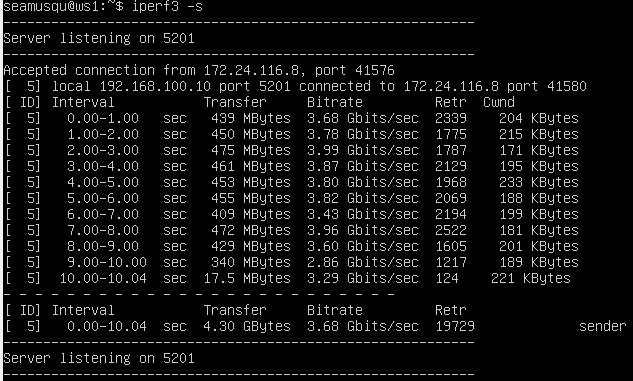 seamusqu@ws1:~$ iperf3 -s
-----------------------------------------------------------
Server listening on 5201
-----------------------------------------------------------
Accepted connection from 172.24.116.8, port 41576
[  5] local 192.168.100.10 port 5201 connected to 172.24.116.8 port 41580
[ ID] Interval           Transfer     Bitrate         Retr  Cwnd
[  5]   0.00-1.00   sec   439 MBytes  3.68 Gbits/sec  2339    204 KBytes
[  5]   1.00-2.00   sec   450 MBytes  3.78 Gbits/sec  1775    215 KBytes
[  5]   2.00-3.00   sec   475 MBytes  3.99 Gbits/sec  1787    171 KBytes
[  5]   3.00-4.00   sec   461 MBytes  3.87 Gbits/sec  2129    195 KBytes
[  5]   4.00-5.00   sec   453 MBytes  3.80 Gbits/sec  1968    233 KBytes
[  5]   5.00-6.00   sec   455 MBytes  3.82 Gbits/sec  2069    188 KBytes
[  5]   6.00-7.00   sec   409 MBytes  3.43 Gbits/sec  2194    199 KBytes
[  5]   7.00-8.00   sec   472 MBytes  3.96 Gbits/sec  2522    181 KBytes
[  5]   8.00-9.00   sec   429 MBytes  3.60 Gbits/sec  1605    201 KBytes
[  5]   9.00-10.00  sec   340 MBytes  2.86 Gbits/sec  1217    189 KBytes
[  5]  10.00-10.04  sec  17.5 MBytes  3.29 Gbits/sec  124    221 KBytes
- - - - - - - - - - - - - - - - - - - - - - - - -
[ ID] Interval           Transfer     Bitrate         Retr
[  5]   0.00-10.04  sec  4.30 GBytes  3.68 Gbits/sec  19729             sender
-----------------------------------------------------------
Server listening on 5201
-----------------------------------------------------------